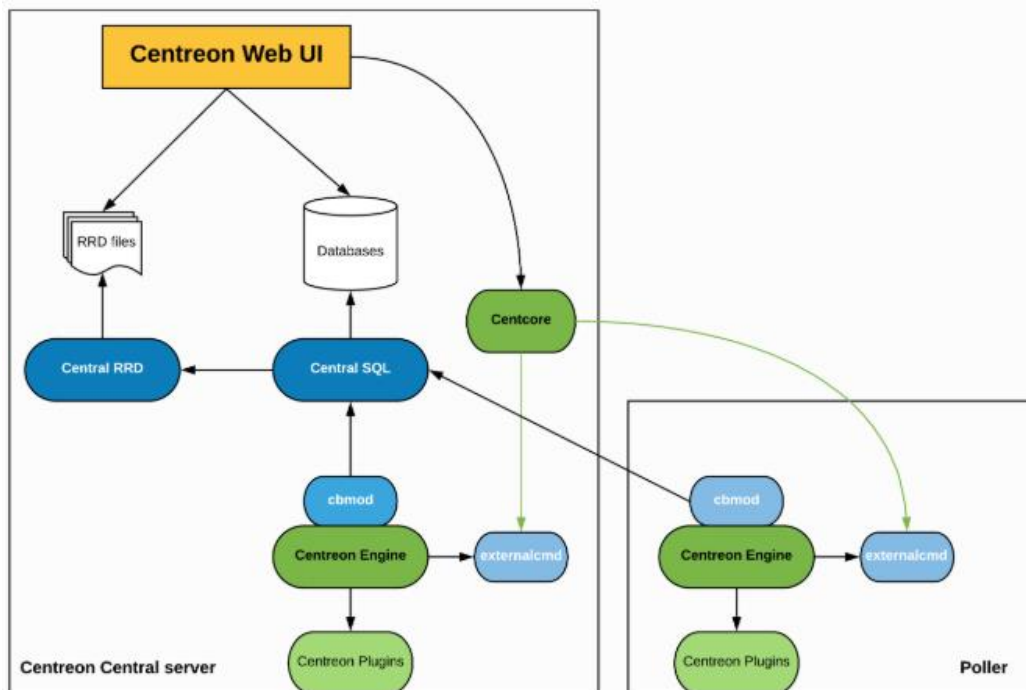 Centreon Web UI
RRD files
Databases
Centcore
Central RRD
Central SQL
cbmod
cbmod
Centreon Engine
externalcmd
Centreon Engine
externalcmd
Centreon Plugins
Centreon Plugins
Centreon Central server
Poller